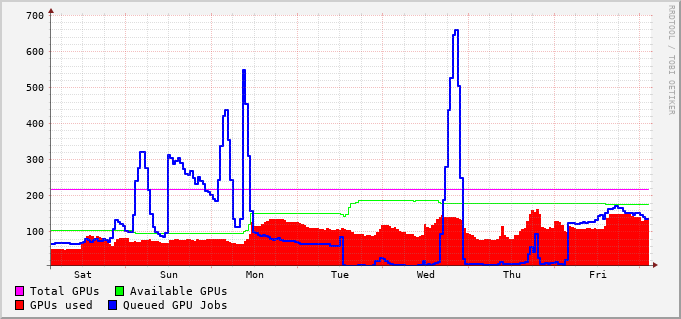 700
600
500
400
300
200
100
Sat Sun Mon Tue Wed Thu Fri
Total GPUs Available GPUs
GPUs used Queued GPU Jobs
RRDTOOL / TOBI OETIKER